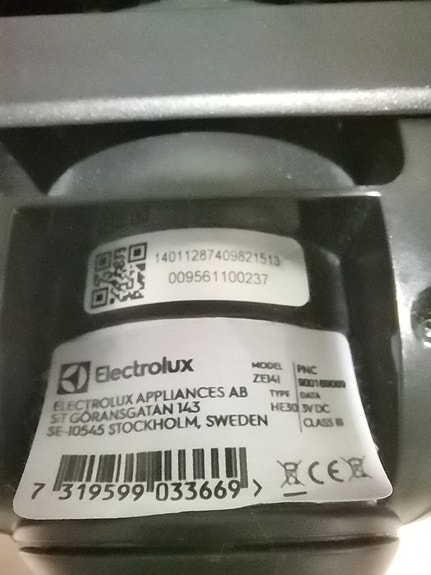 14011287409821513
009561100237
Electrolux
ELECTROLUX APPLIANCES AB
S:T GÖRANSGATAN 143
SE-10545 STOCKHOLM, SWEDEN
MODEL
ZE141
TYPE
HE30
PNC
DATA
3VDC
CLASS III
7 319599 033669 >
CE